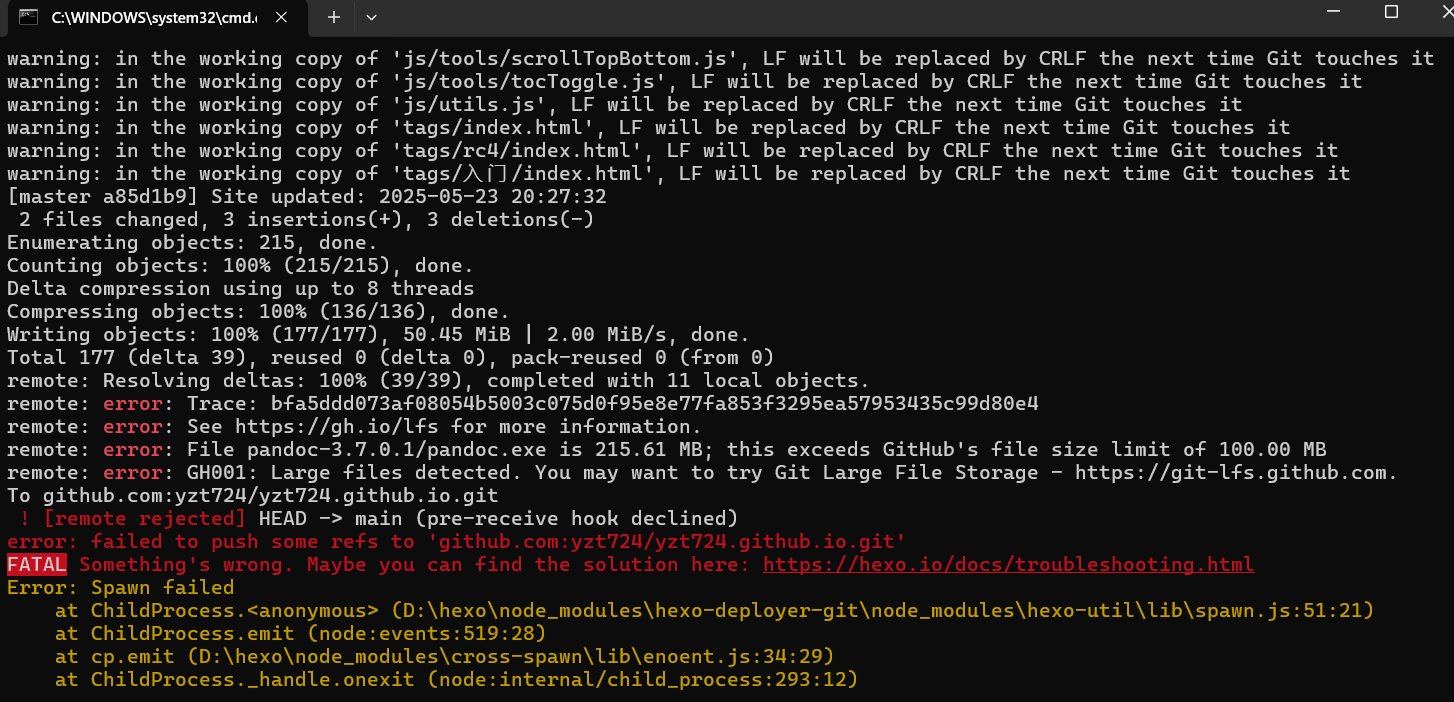 C:\WINDOWS\system32\cmd.
warning: in the working copy of 'js/tools/scrollTopBottom.js', LF will be replaced by CRLF the next time Git touches it
warning: in the working copy of 'js/tools/tocToggle.js', LF will be replaced by CRLF the next time Git touches it
warning: in the working copy of 'js/utils.js', LF will be replaced by CRLF the next time Git touches it
warning: in the working copy of 'tags/index.html', LF will be replaced by CRLF the next time Git touches it
warning: in the working copy of 'tags/rc4/index.html', LF will be replaced by CRLF the next time Git touches it
warning: in the working copy of 'tags/入门/index.html', LF will be replaced by CRLF the next time Git touches it
[master a85d1b9] Site updated: 2025-05-23 20:27:32
 2 files changed, 3 insertions(+), 3 deletions(-)
Enumerating objects: 215, done.
Counting objects: 100% (215/215), done.
Delta compression using up to 8 threads
Compressing objects: 100% (136/136), done.
Writing objects: 100% (177/177), 50.45 MiB | 2.00 MiB/s, done.
Total 177 (delta 39), reused 0 (delta 0), pack-reused 0 (from 0)
remote: Resolving deltas: 100% (39/39), completed with 11 local objects.
remote: error: Trace: bfa5ddd073af08054b5003c075d0f95e8e77fa853f3295ea57953435c99d80e4
remote: error: See https://gh.io/lfs for more information.
remote: error: File pandoc-3.7.0.1/pandoc.exe is 215.61 MB; this exceeds GitHub's file size limit of 100.00 MB
remote: error: GH001: Large files detected. You may want to try Git Large File Storage - https://git-lfs.github.com.
To github.com:yzt724/yzt724.github.io.git
 ! [remote rejected] HEAD -> main (pre-receive hook declined)
error: failed to push some refs to 'github.com:yzt724/yzt724.github.io.git'
FATAL Something's wrong. Maybe you can find the solution here: https://hexo.io/docs/troubleshooting.html
Error: Spawn failed
    at ChildProcess.<anonymous> (D:\hexo\node_modules\hexo-deployer-git\node_modules\hexo-util\lib\spawn.js:51:21)
    at ChildProcess.emit (node:events:519:28)
    at cp.emit (D:\hexo\node_modules\cross-spawn\lib\enoent.js:34:29)
    at ChildProcess._handle.onexit (node:internal/child_process:293:12)